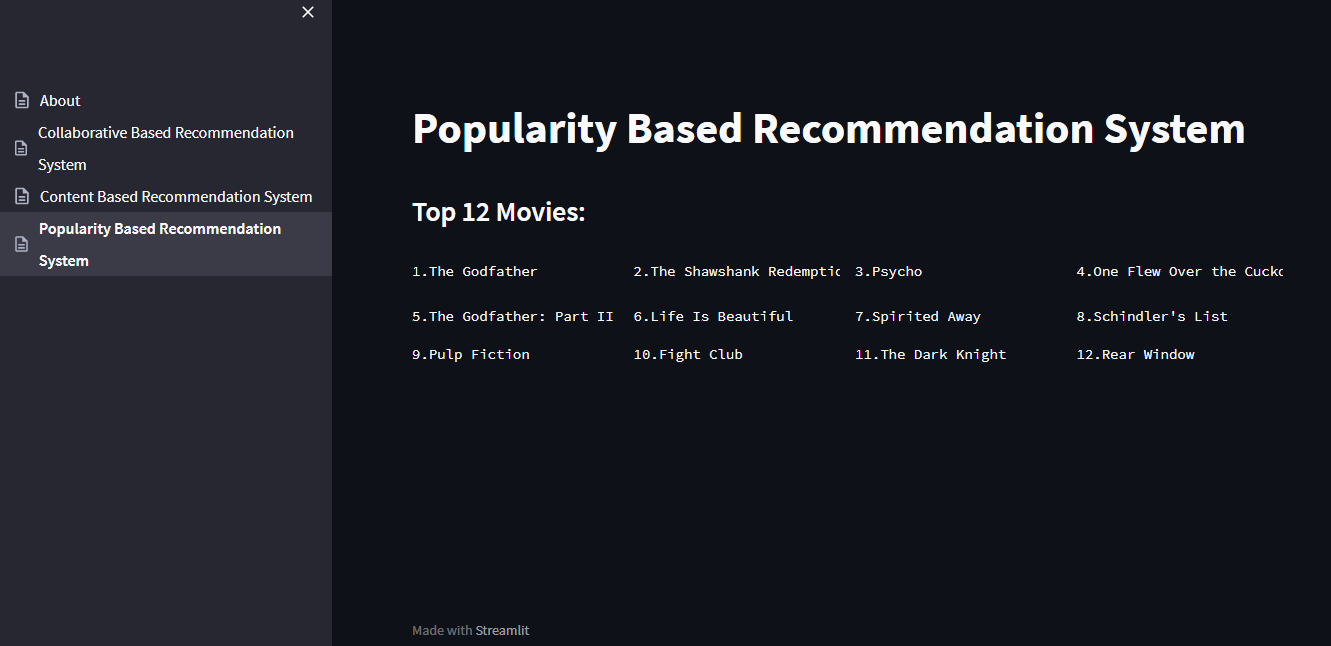 About
Collaborative Based Recommendation
System
Content Based Recommendation System
Popularity Based Recommendation
System
Popularity Based Recommendation System
Top 12 Movies:
1.The Godfather 2.The Shawshank Redemptic 3.Psycho 4.One Flew Over the Cuckc
5.The Godfather: Part II 6.Life Is Beautiful 7.Spirited Away 8.Schindler's List
9.Pulp Fiction 10.Fight Club 11.The Dark Knight 12.Rear Window
Made with Streamlit